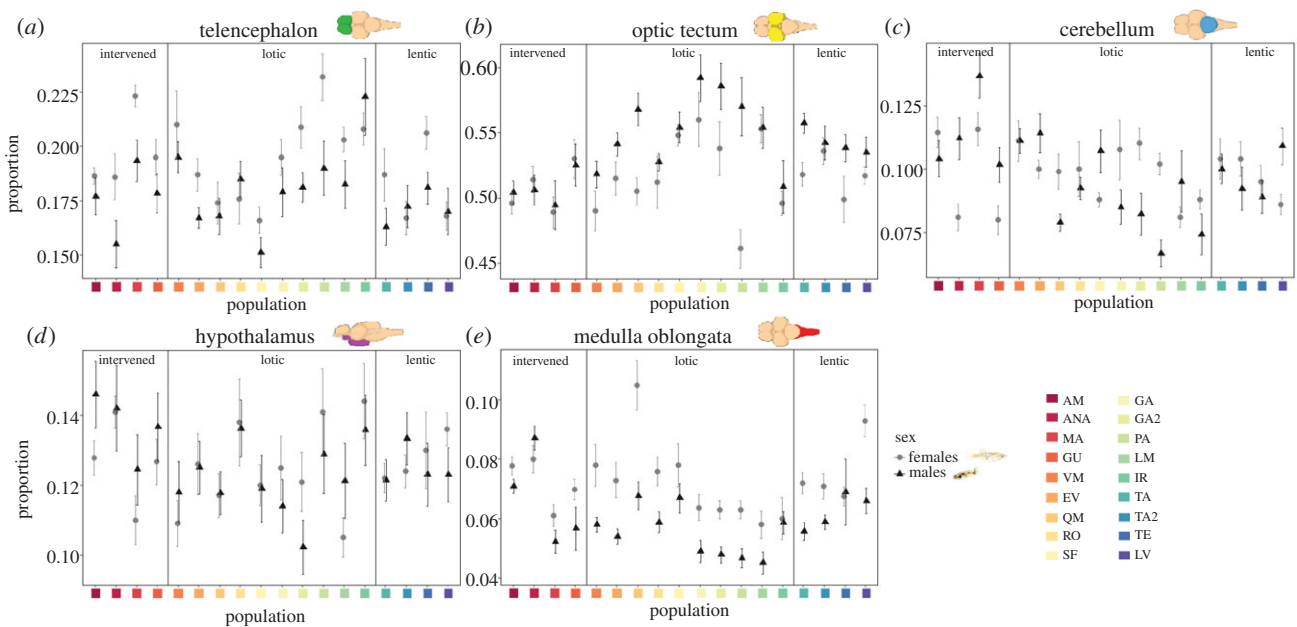 (a) telencephalon
intervened lotic lentic
0.225
0.200
0.175
0.150
proportion
population
(b) optic tectum
intervened lotic lentic
0.60
0.55
0.50
0.45
population
(c) cerebellum
intervened lotic lentic
0.125
0.100
0.075
proportion
population
(d) hypothalamus
intervened lotic lentic
0.14
0.12
0.10
proportion
population
(e) medulla oblongata
intervened lotic lentic
0.10
0.08
0.06
0.04
population
sex
females
males
AM
ANA
MA
GU
VM
EV
QM
RO
SF
GA
GA2
PA
LM
IR
TA
TA2
TE
LV